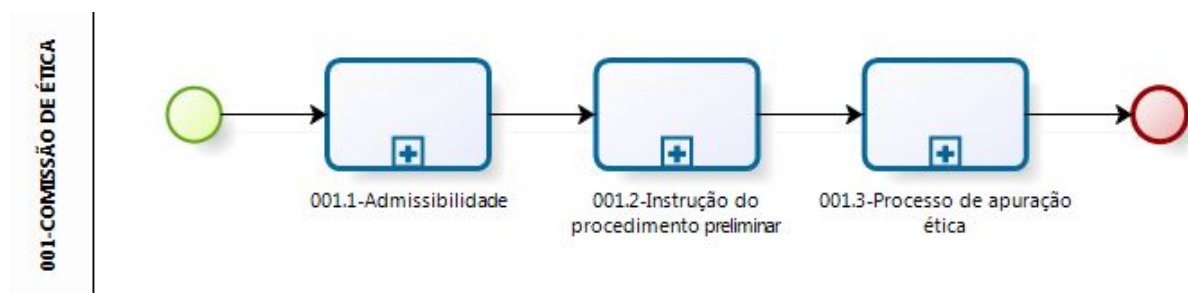 001-COMISSÃO DE ÉTICA
001.1-Admissibilidade
001.2-Instrução do
procedimento preliminar
001.3-Processo de apuração
ética